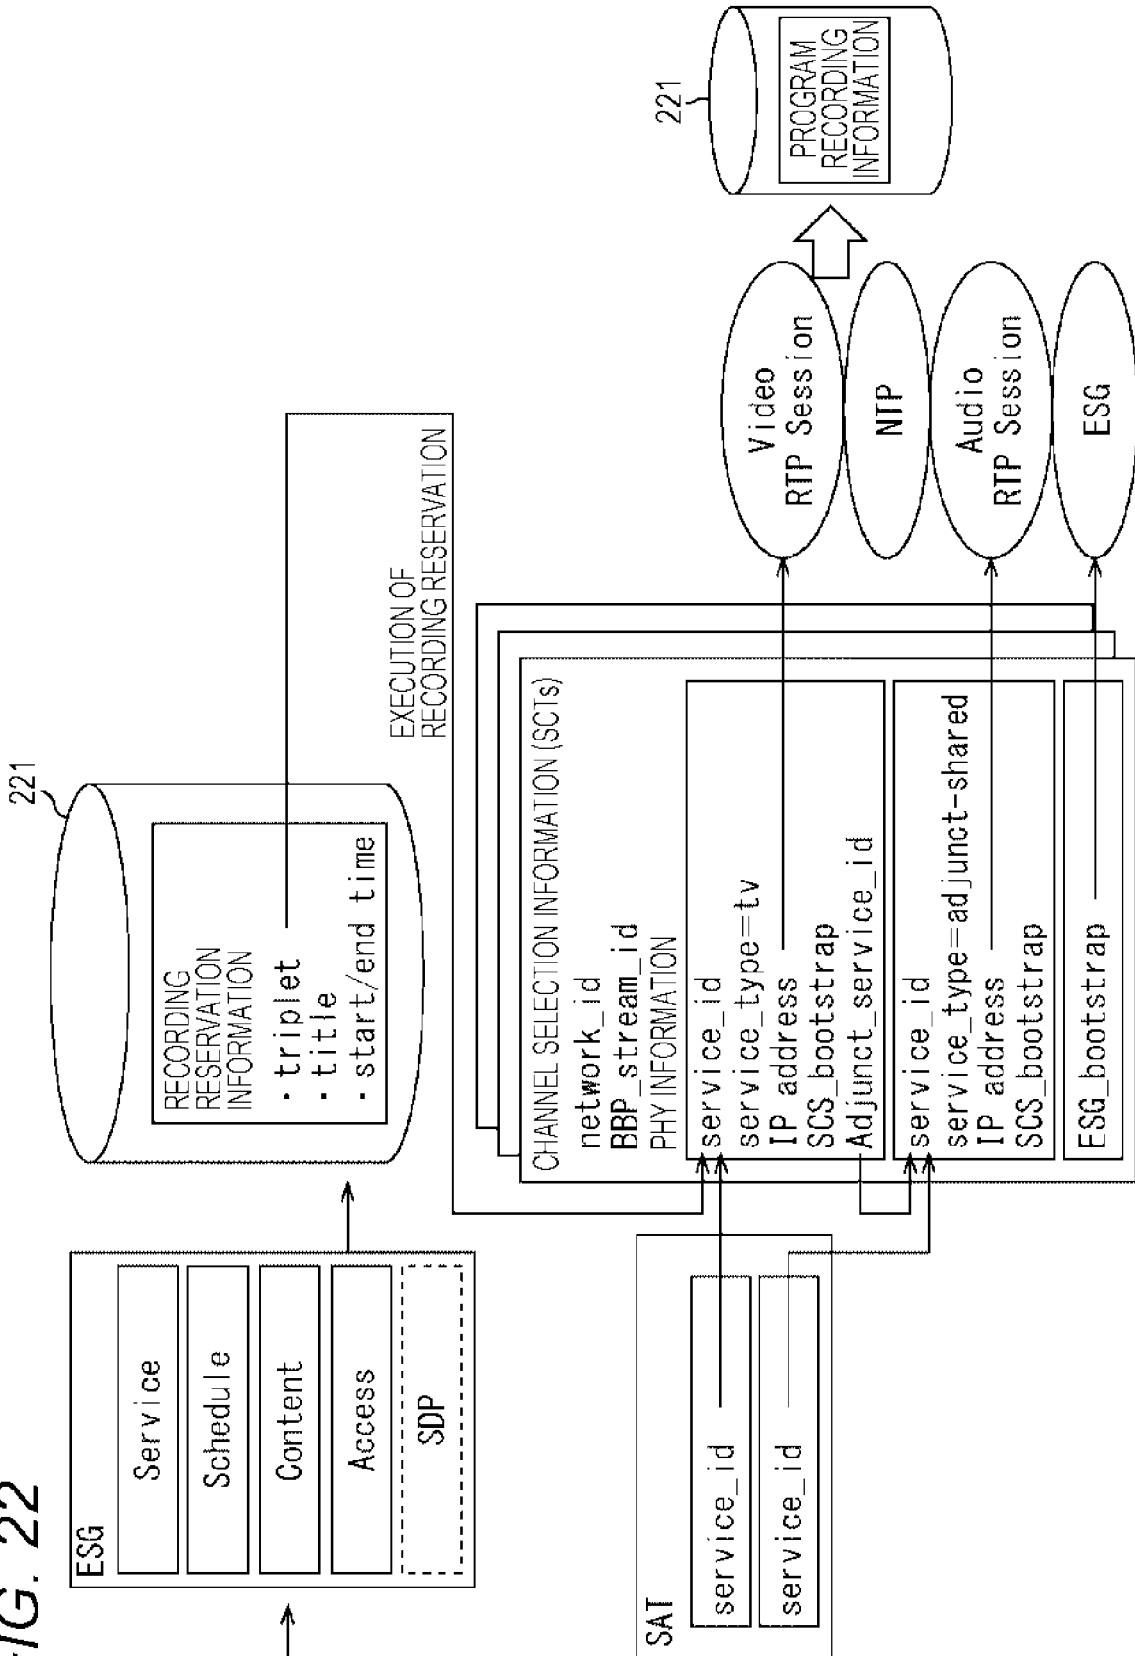 FIG. 22
ESG
Service
Schedule
Content
Access
SDP
221
RECORDING
RESERVATION
INFORMATION
・triplet
・title
・start/end time
EXECUTION OF
RECORDING RESERVATION
SAT
service_id
service_id
CHANNEL SELECTION INFORMATION (SCTs)
network_id
BBP_stream_id
PHY INFORMATION
service_id
service_type=tv
IP address
SCS_bootstrap
Adjunct_service_id
service_id
service_type=adjunct-shared
IP address
SCS_bootstrap
ESG_bootstrap
Video
RTP Session
NTP
Audio
RTP Session
ESG
221
PROGRAM
RECORDING
INFORMATION